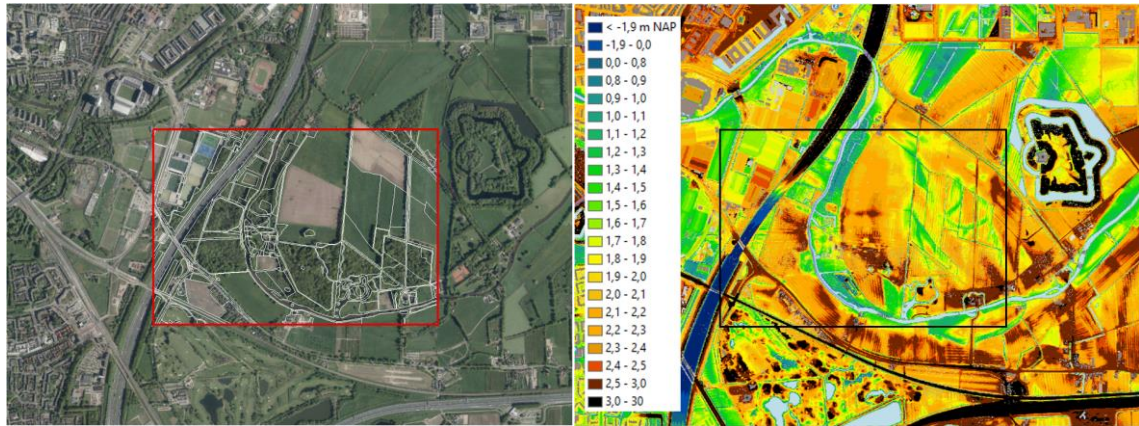 < -1,9 m NAP
-1,9 - 0,0
0,0 - 0,8
0,8 - 0,9
0,9 - 1,0
1,0 - 1,1
1,1 - 1,2
1,2 - 1,3
1,3 - 1,4
1,4 - 1,5
1,5 - 1,6
1,6 - 1,7
1,7 - 1,8
1,8 - 1,9
1,9 - 2,0
2,0 - 2,1
2,1 - 2,2
2,2 - 2,3
2,3 - 2,4
2,4 - 2,5
2,5 - 3,0
3,0 - 30